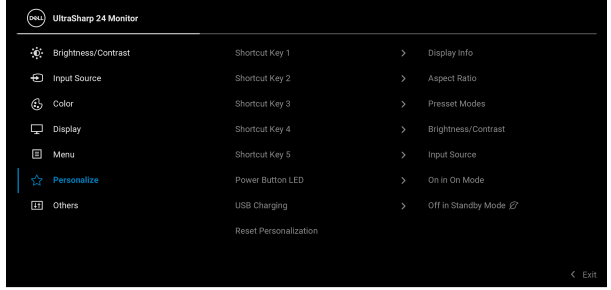 DELL UltraSharp 24 Monitor
Brightness/Contrast Shortcut Key 1 > Display Info
Input Source Shortcut Key 2 > Aspect Ratio
Color Shortcut Key 3 > Presset Modes
Display Shortcut Key 4 > Brightness/Contrast
Menu Shortcut Key 5 > Input Source
Personalize Power Button LED > On in On Mode
Others USB Charging > Off in Standby Mode
Reset Personalization
< Exit